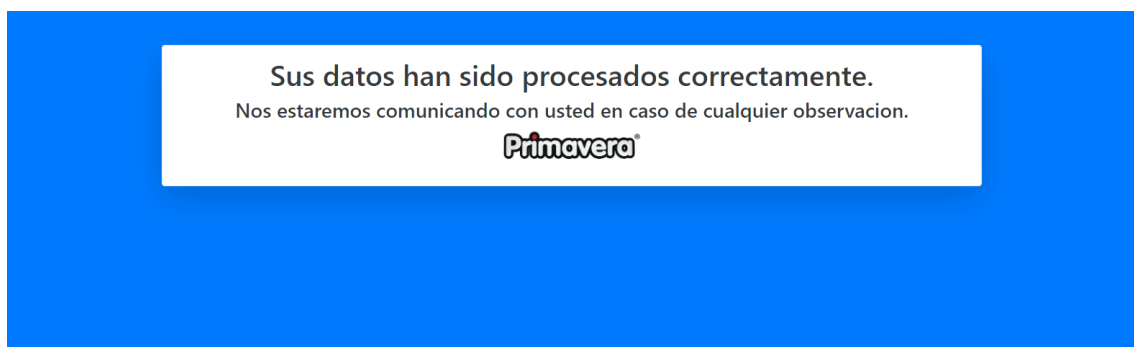 Sus datos han sido procesados correctamente.
Nos estaremos comunicando con usted en caso de cualquier observacion.
Primavera®